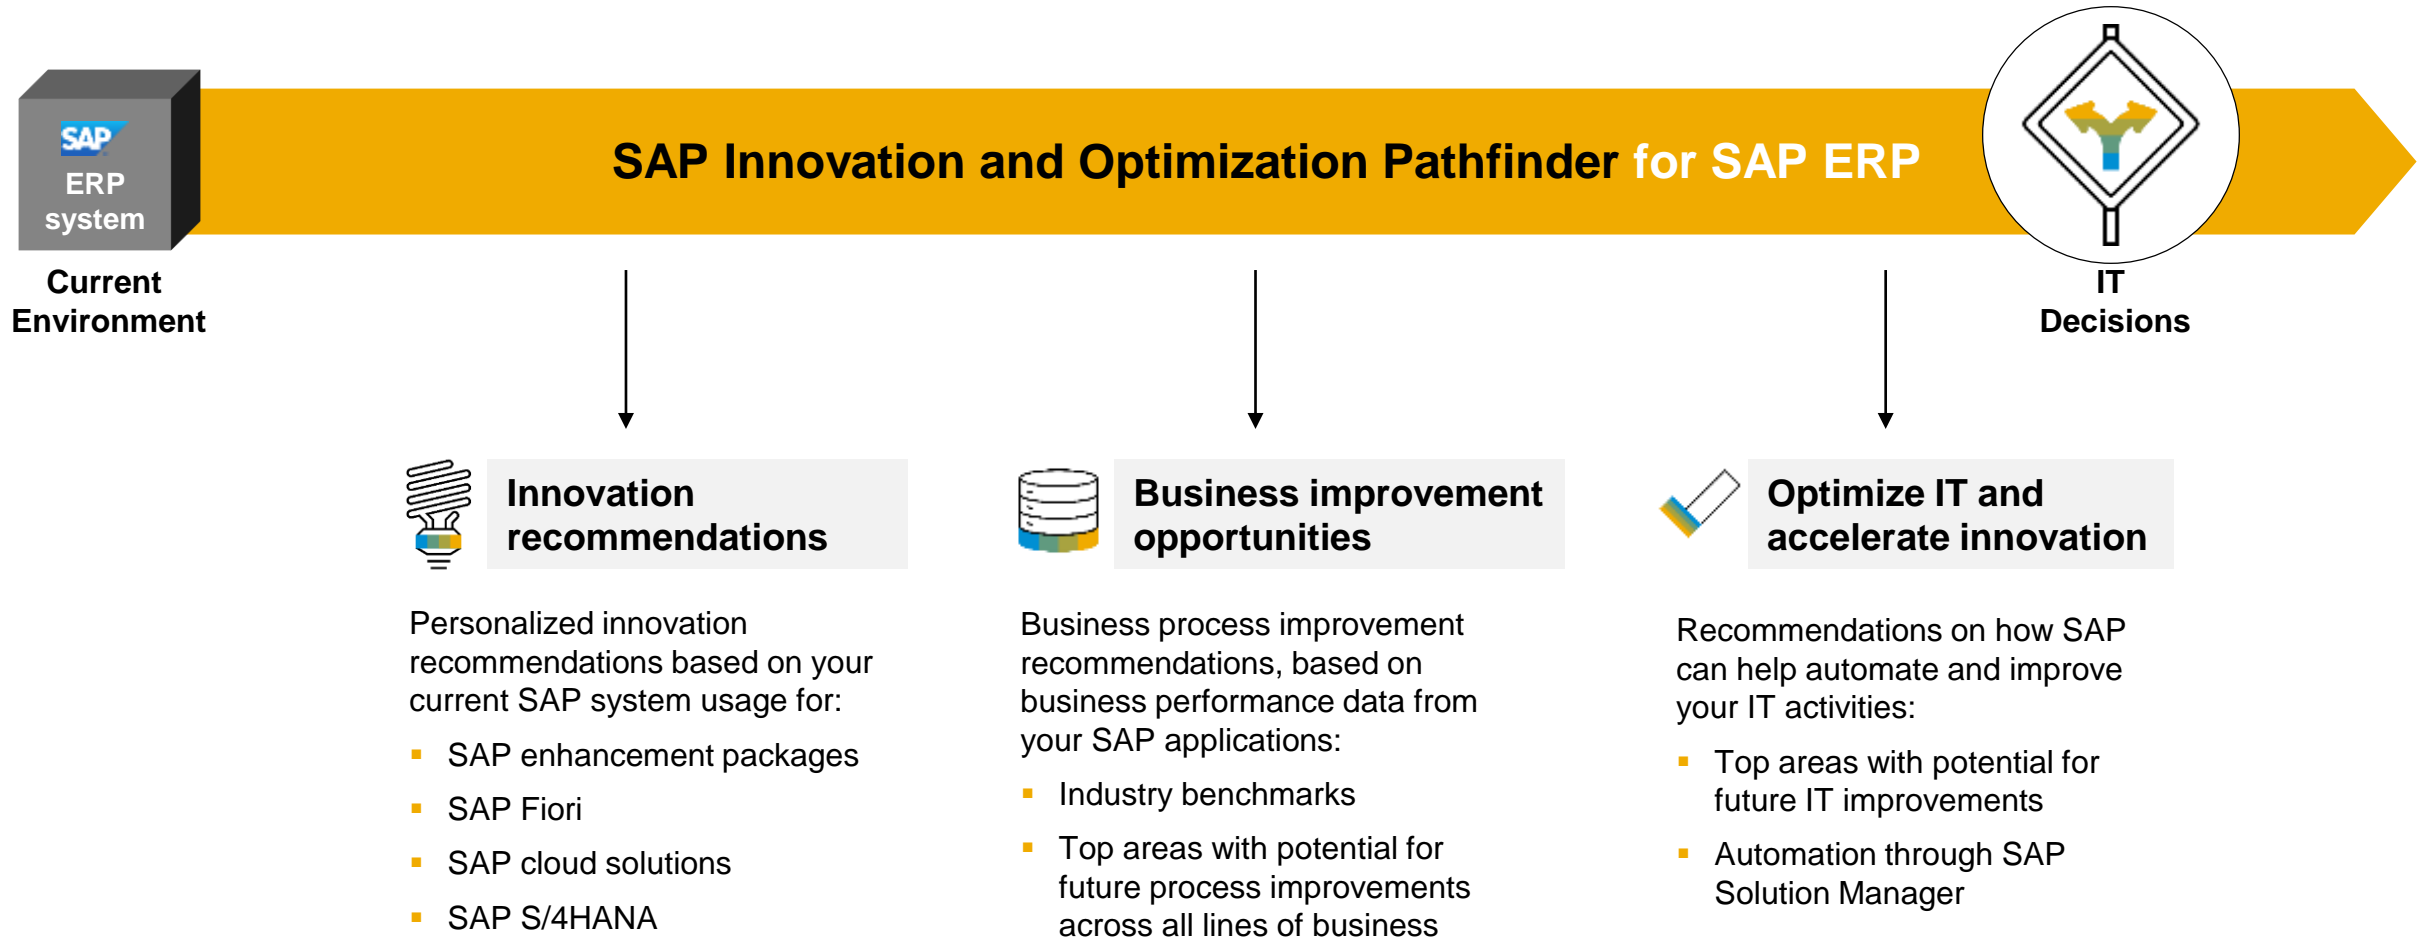 SAP Innovation and Optimization Pathfinder for SAP ERP
SAP
ERP
system
Current
Environment
IT
Decisions
Innovation
recommendations
Personalized innovation
recommendations based on your
current SAP system usage for:
SAP enhancement packages
SAP Fiori
SAP cloud solutions
SAP S/4HANA
Business improvement
opportunities
Business process improvement
recommendations, based on
business performance data from
your SAP applications:
Industry benchmarks
Top areas with potential for
future process improvements
across all lines of business
Optimize IT and
accelerate innovation
Recommendations on how SAP
can help automate and improve
your IT activities:
Top areas with potential for
future IT improvements
Automation through SAP
Solution Manager